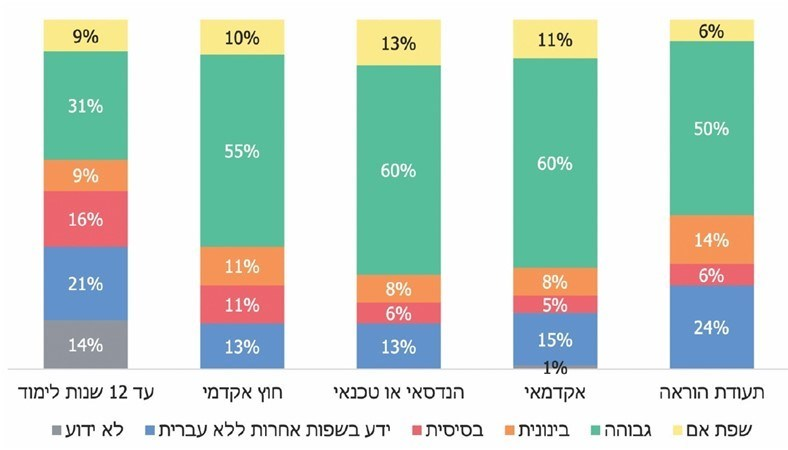 9% 10% 13% 11% 6%
31% 55% 60% 60% 50%
9% 11% 8% 8% 14%
16% 11% 6% 5% 6%
21% 13% 13% 15% 24%
14% 1%
עד 12 שנות לימוד חוץ אקדמי הנדסאי או טכנאי אקדמאי תעודת הוראה
שפת אם גבוהה בינונית בסיסית ידע בשפות אחרות ללא עברית לא ידוע